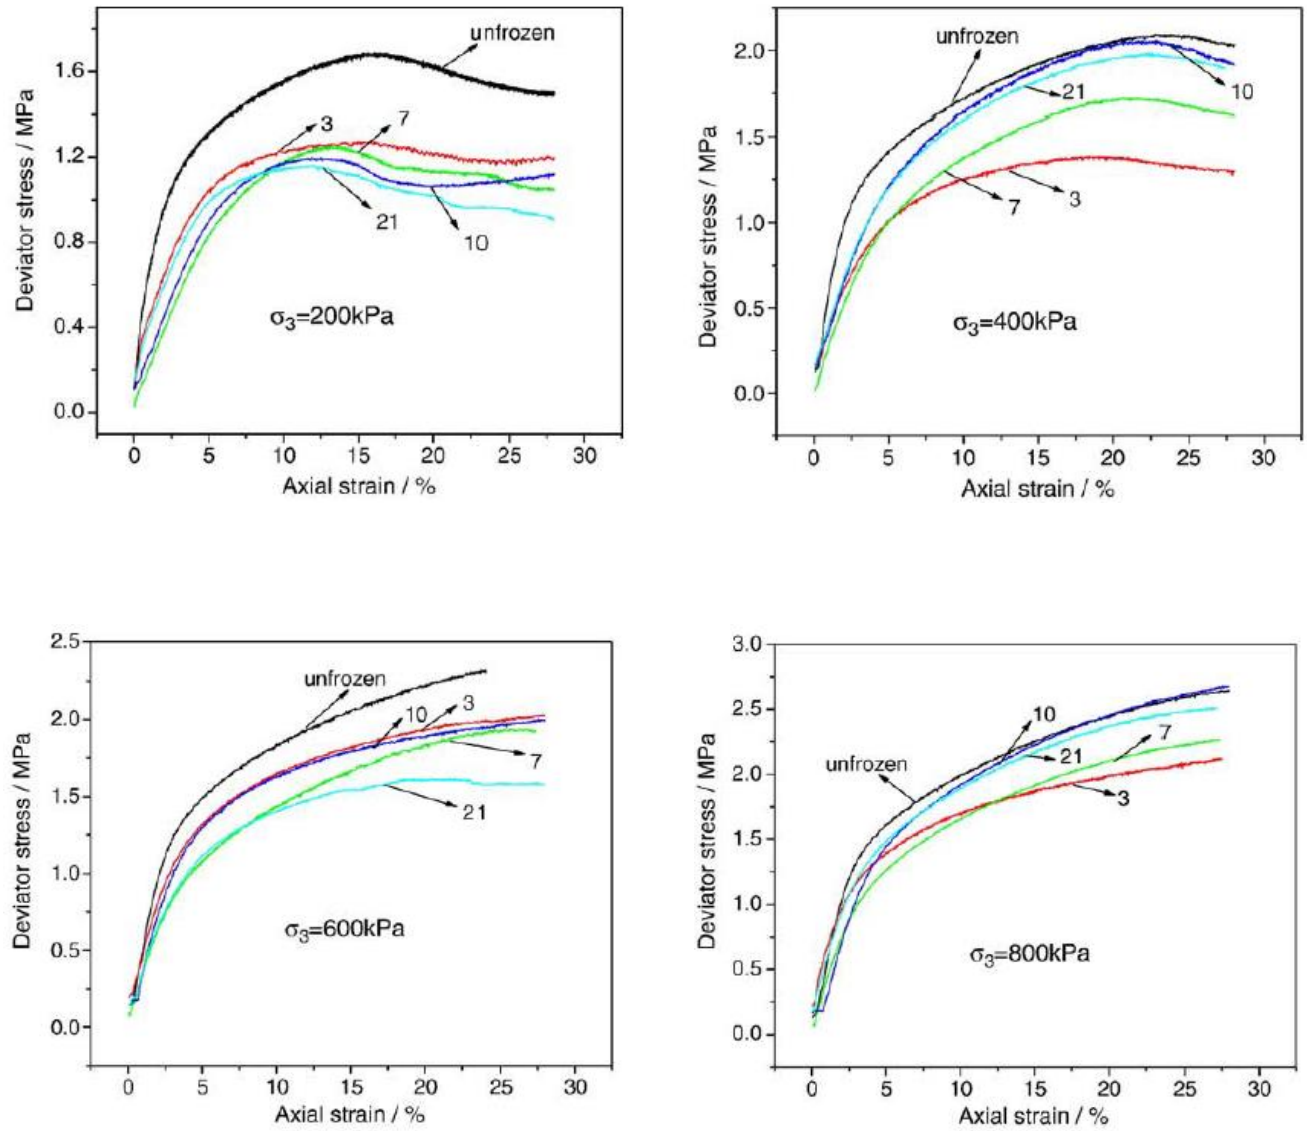 unfrozen
1.6
1.2
0.8
0.4
0.0
Deviator stress / MPa
3
7
21
10
σ3=200kPa
0 5 10 15 20 25 30
Axial strain / %
2.0
1.5
1.0
0.5
0.0
Deviator stress / MPa
unfrozen
10
21
7
3
σ3=400kPa
0 5 10 15 20 25 30
Axial strain / %
2.5
2.0
1.5
1.0
0.5
0.0
Deviator stress / MPa
unfrozen
10
3
7
21
σ3=600kPa
0 5 10 15 20 25 30
Axial strain / %
3.0
2.5
2.0
1.5
1.0
0.5
0.0
Deviator stress / MPa
10
7
unfrozen
21
3
σ3=800kPa
0 5 10 15 20 25 30
Axial strain / %